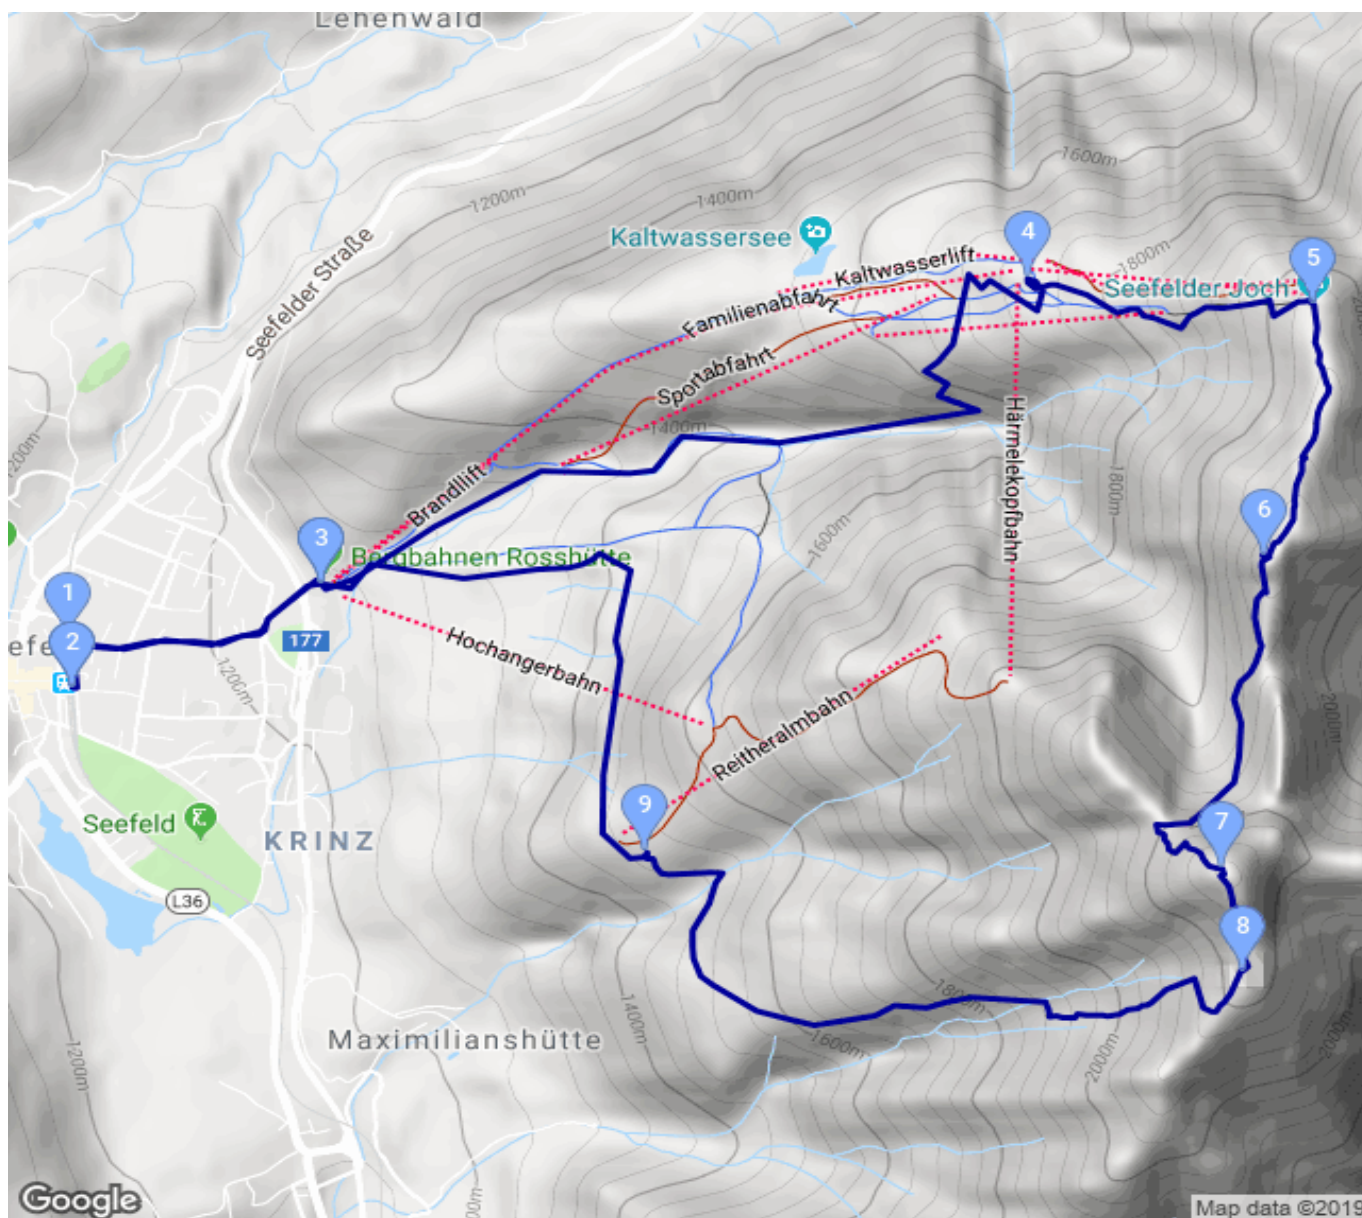 Lehenwald
1600m
1200m
1400m
Seefelder Straße
Kaltwassersee
4
Kaltwasserlift
1800m
5
Seefelder Joch
Familienabfahrt
Sportabfahrt
1400m
1200m
Härmelekopfbahn
Brandllift
1800m
6
1600m
3
Bergbahnen Rosshütte
1
2
177
Hochangerbahn
1200m
2000m
Reitheralmbahn
9
7
Seefeld
KRINZ
L36
8
1800m
1400m
Maximilianshütte
1600m
2000m
2000m
1200m
Google
Map data ©2019